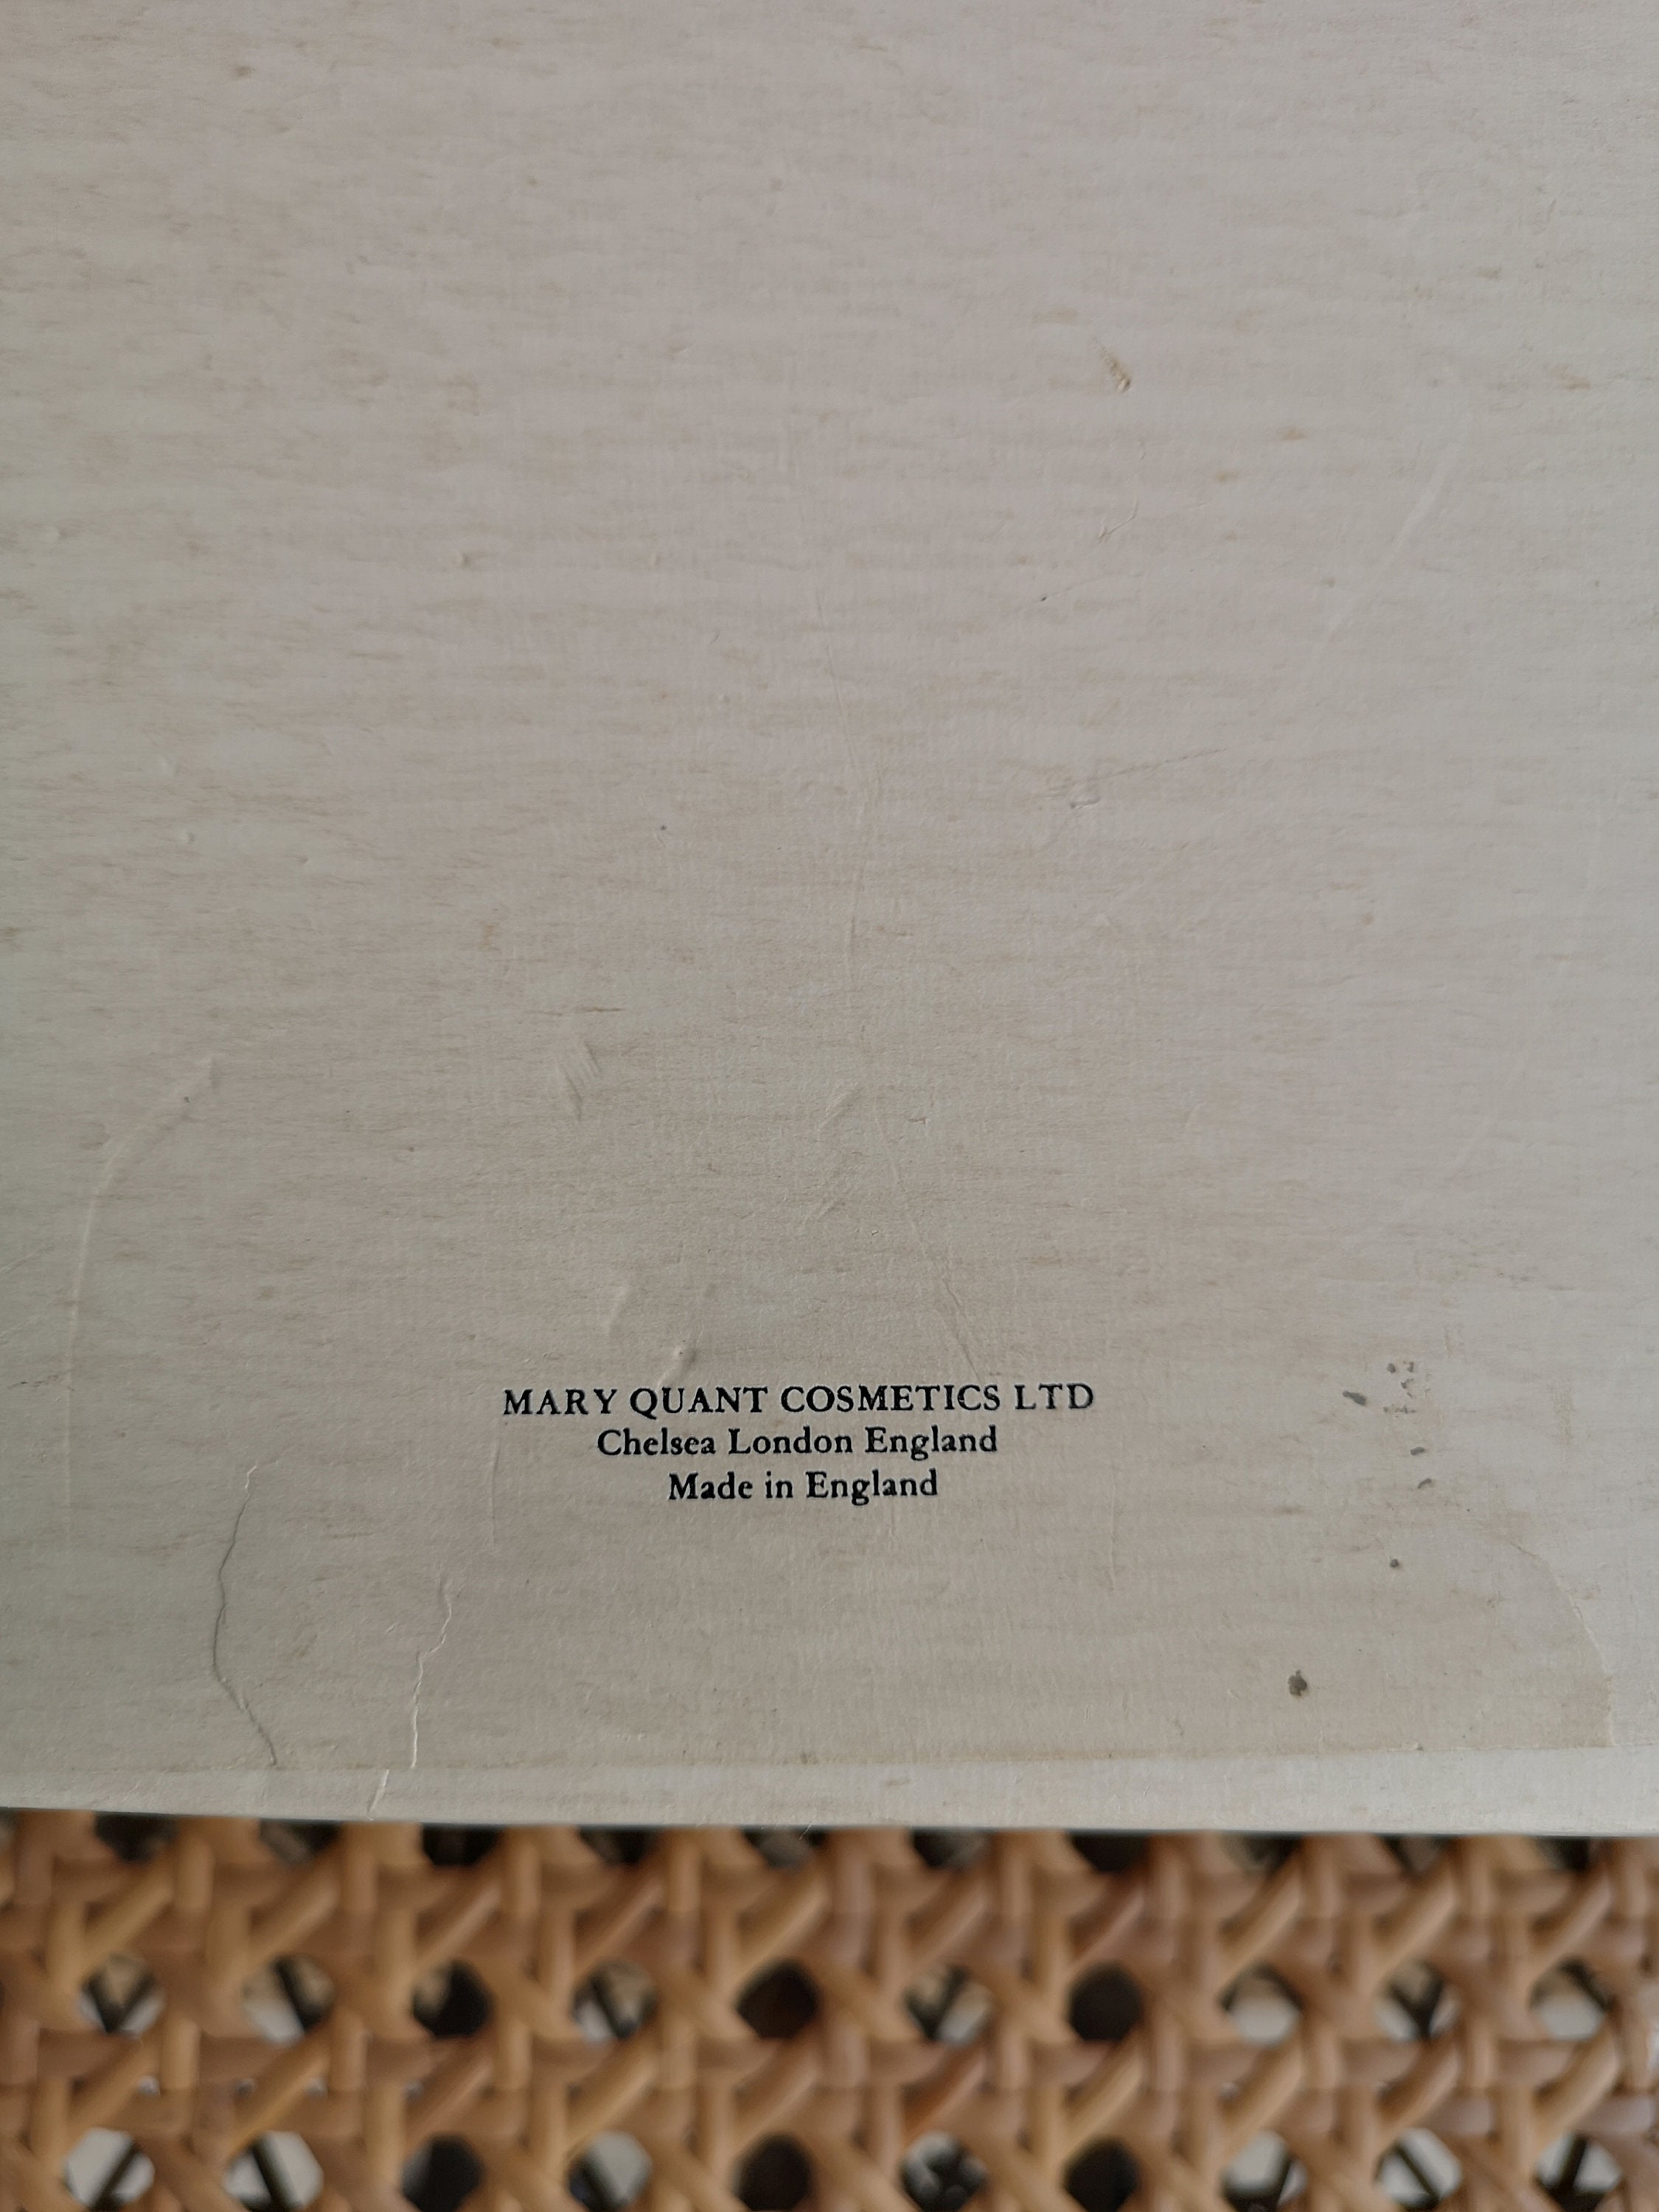 MARY QUANT COSMETICS LTD
Chelsea London England
Made in England